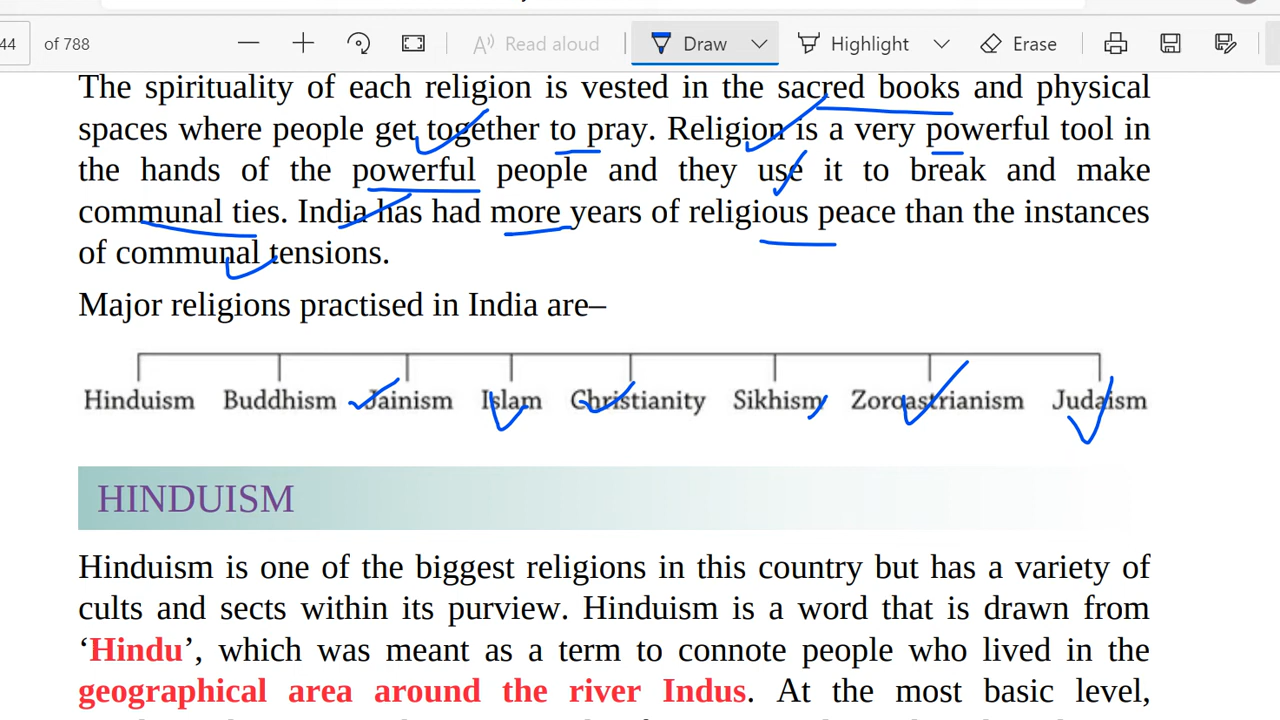 44 of 788 Read aloud Draw Highlight Erase
The spirituality of each religion is vested in the sacred books and physical
spaces where people get together to pray. Religion is a very powerful tool in
the hands of the powerful people and they use it to break and make
communal ties. India has had more years of religious peace than the instances
of communal tensions.
Major religions practised in India are–
Hinduism Buddhism Jainism Islam Christianity Sikhism Zoroastrianism Judaism
HINDUISM
Hinduism is one of the biggest religions in this country but has a variety of
cults and sects within its purview. Hinduism is a word that is drawn from
‘Hindu’, which was meant as a term to connote people who lived in the
geographical area around the river Indus. At the most basic level,